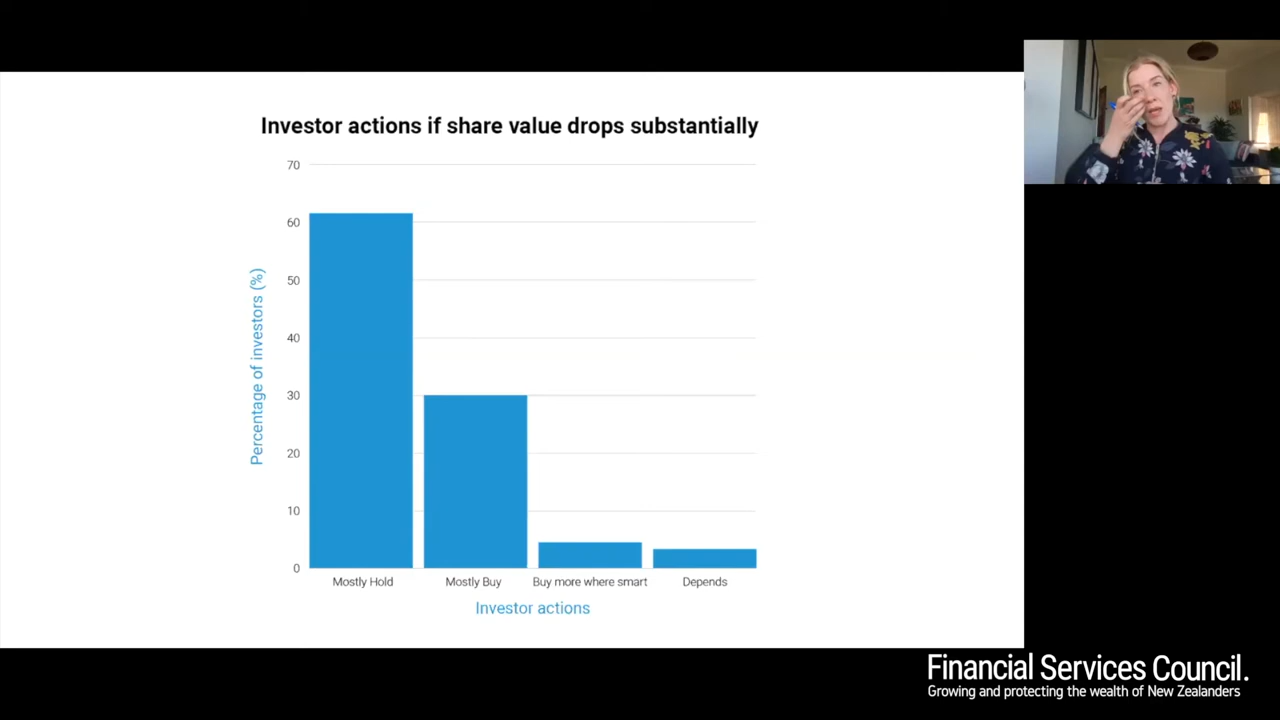 Investor actions if share value drops substantially
70
60
50
40
30
20
10
0
Percentage of investors (%)
Mostly Hold
Mostly Buy
Buy more where smart
Depends
Investor actions
Financial Services Council.
Growing and protecting the wealth of New Zealanders